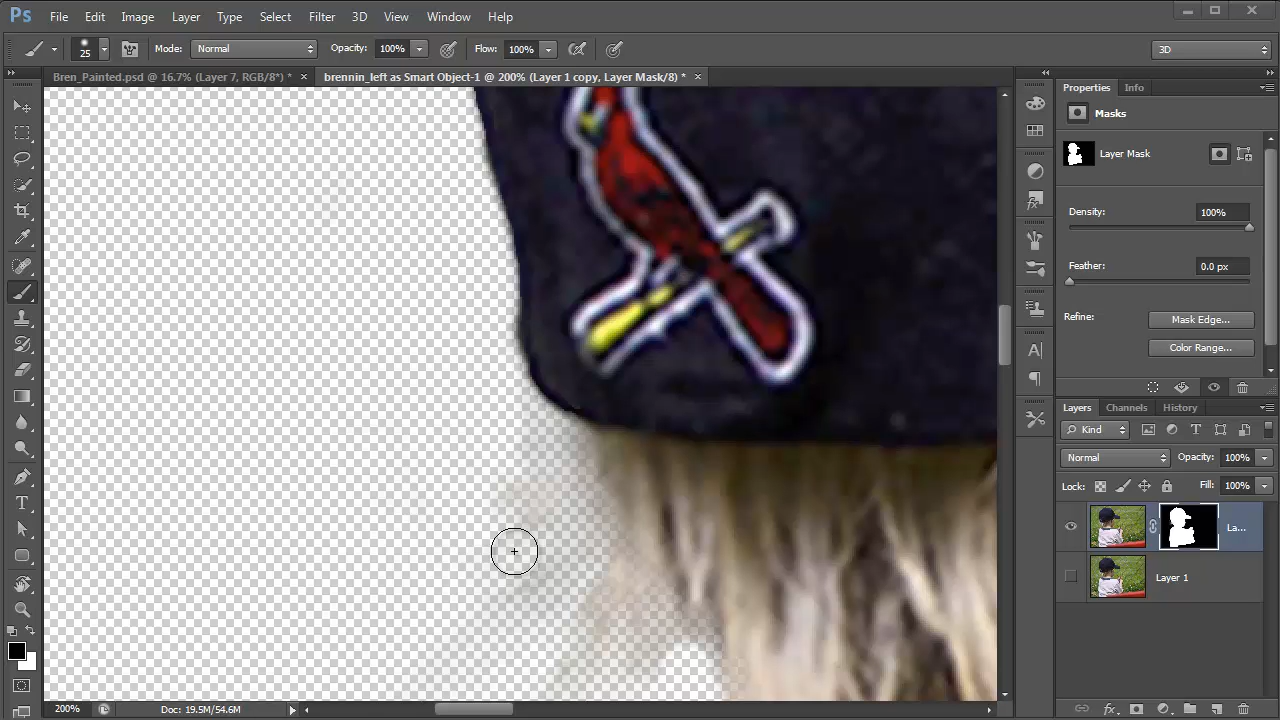 Ps File Edit Image Layer Type Select Filter 3D View Window Help
25 Mode: Normal Opacity: 100% Flow: 100% 3D
Bren_Painted.psd @ 16.7% (Layer 7, RGB/8*) * × brennin_left as Smart Object-1 @ 200% (Layer 1 copy, Layer Mask/8) * ×
Properties Info
Masks
Layer Mask
Density: 100%
Feather: 0.0 px
Refine: Mask Edge...
Color Range...
Layers Channels History
Kind
Normal Opacity: 100%
Lock: Fill: 100%
La...
Layer 1
200% Doc: 19.5M/54.6M